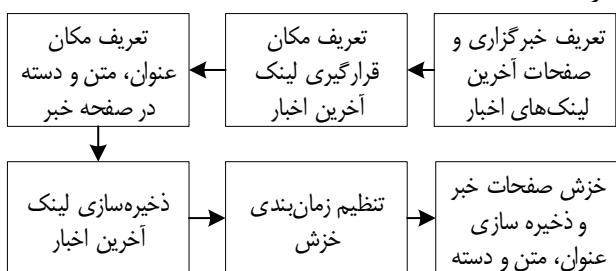 تعریف خبرگزاری و
صفحات آخرین
لینک‌های اخبار
تعریف مکان
قرارگیری لینک
آخرین اخبار
تعریف مکان
عنوان، متن و دسته
در صفحه خبر
ذخیره‌سازی لینک
آخرین اخبار
تنظیم زمان‌بندی
خزش
خزش صفحات خبر
و ذخیره سازی
عنوان، متن و دسته